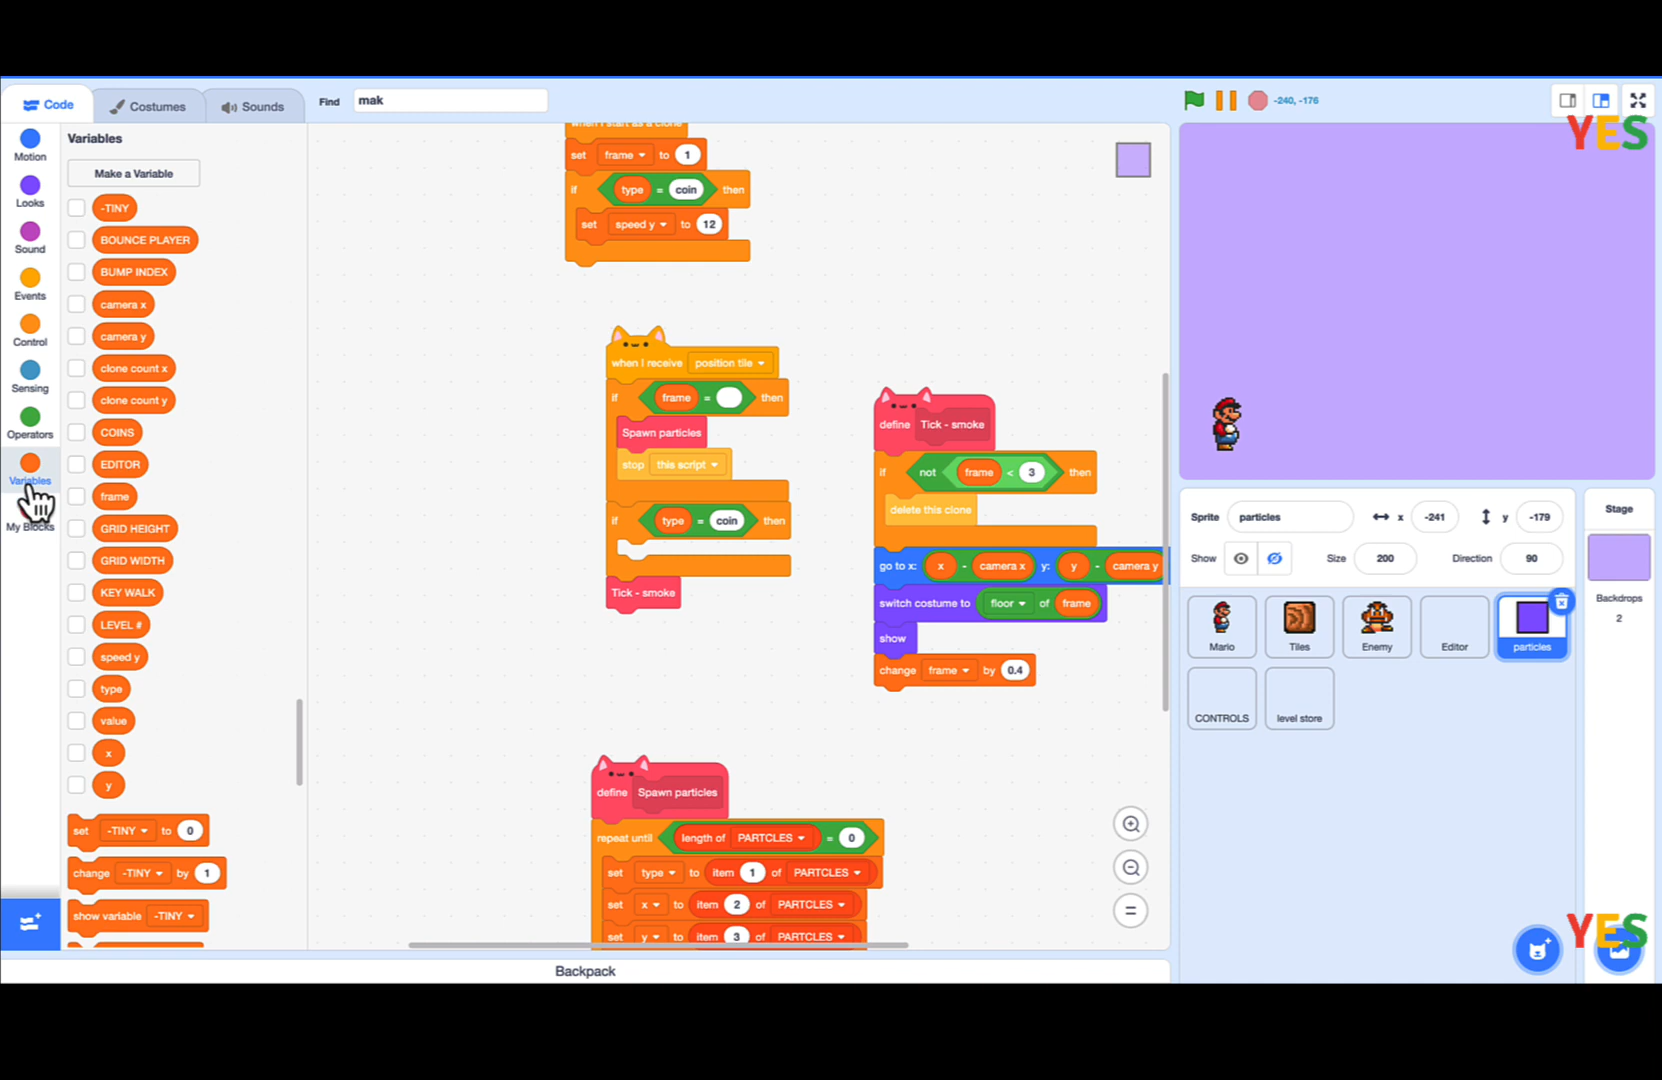 Code
Costumes
Sounds
Find
mak
-240, -176
YES
Motion
Looks
Sound
Events
Control
Sensing
Operators
Variables
My Blocks
Variables
Make a Variable
-TINY
BOUNCE PLAYER
BUMP INDEX
camera x
camera y
clone count x
clone count y
COINS
EDITOR
frame
GRID HEIGHT
GRID WIDTH
KEY WALK
LEVEL #
speed y
type
value
x
y
set -TINY to 0
change -TINY by 1
show variable -TINY
when I start as a clone
set frame to 1
if type = coin then
set speed y to 12
when I receive position tile
if frame = then
Spawn particles
stop this script
if type = coin then
Tick - smoke
define Tick - smoke
if not frame < 3 then
delete this clone
go to x: x - camera x y: y - camera y
switch costume to floor of frame
show
change frame by 0.4
define Spawn particles
repeat until length of PARTCLES = 0
set type to item 1 of PARTCLES
set x to item 2 of PARTCLES
set y to item 3 of PARTCLES
Backpack
Sprite particles x -241 y -179
Show Size 200 Direction 90
Mario
Tiles
Enemy
Editor
particles
CONTROLS
level store
Stage
Backdrops
2
YES